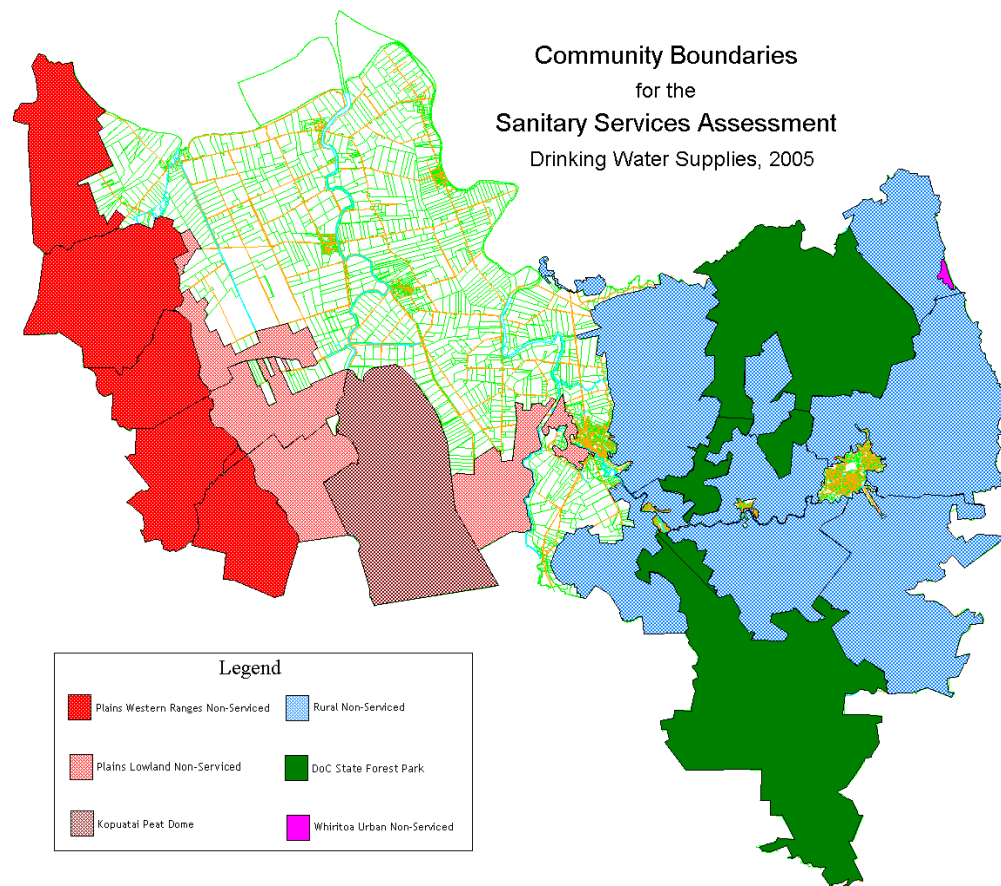 Community Boundaries
for the
Sanitary Services Assessment
Drinking Water Supplies, 2005
Legend
Plains Western Ranges Non-Serviced
Rural Non-Serviced
Plains Lowland Non-Serviced
DoC State Forest Park
Kopuatai Peat Dome
Whiritoa Urban Non-Serviced